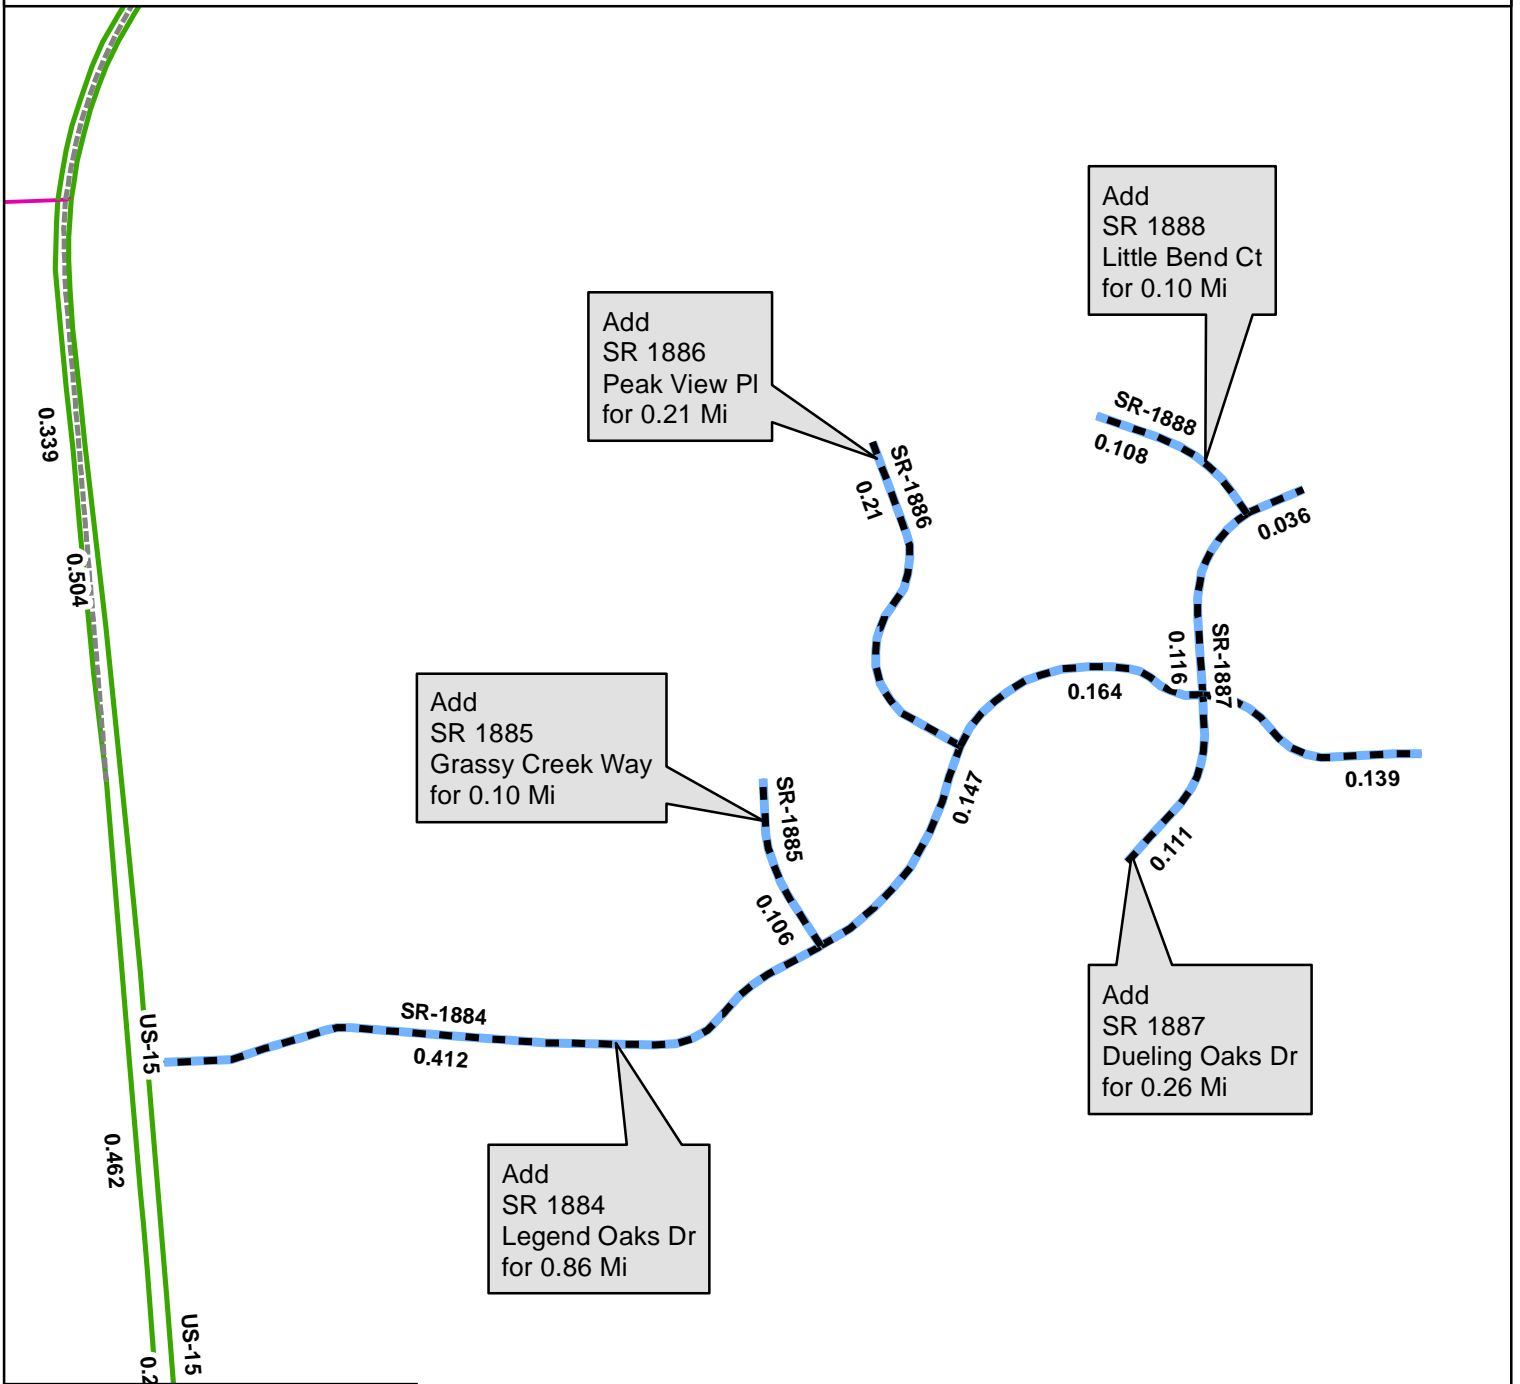 Add
SR 1888
Little Bend Ct
for 0.10 Mi
Add
SR 1886
Peak View Pl
for 0.21 Mi
SR-1888
0.108
0.339
SR-1886
0.21
0.036
0.504
0.116
SR-1887
0.164
Add
SR 1885
Grassy Creek Way
for 0.10 Mi
SR-1885
0.147
0.139
0.111
0.106
Add
SR 1887
Dueling Oaks Dr
for 0.26 Mi
US-15
SR-1884
0.412
0.462
Add
SR 1884
Legend Oaks Dr
for 0.86 Mi
US-15
0.2